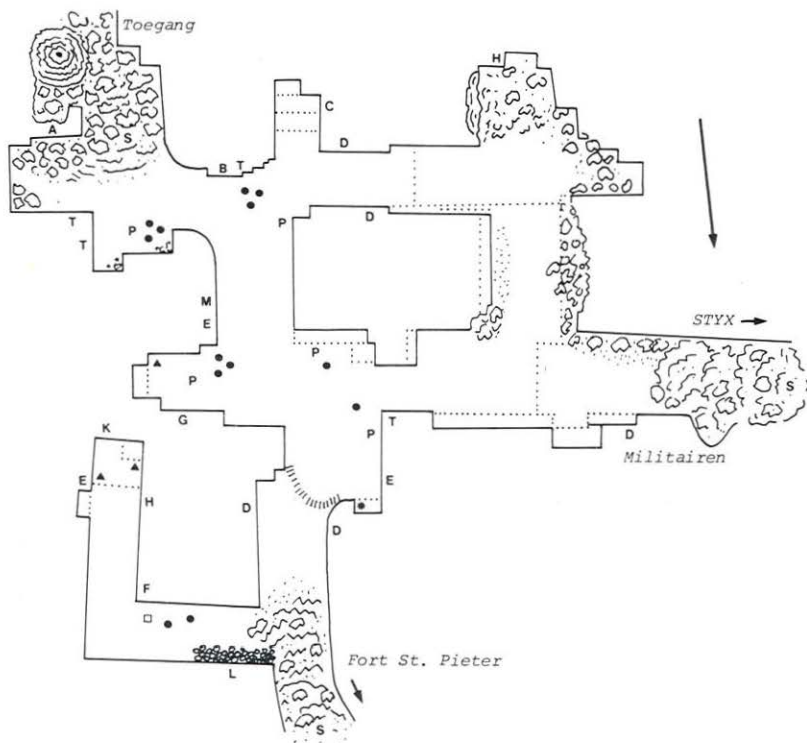 Toegang
H
C
A
S
D
B T
T
P
P
D
T
M
E
STYX
P
P
S
G
T
P
K
D
Militairen
E
H
D
E
D
F
Fort St. Pieter
L
S